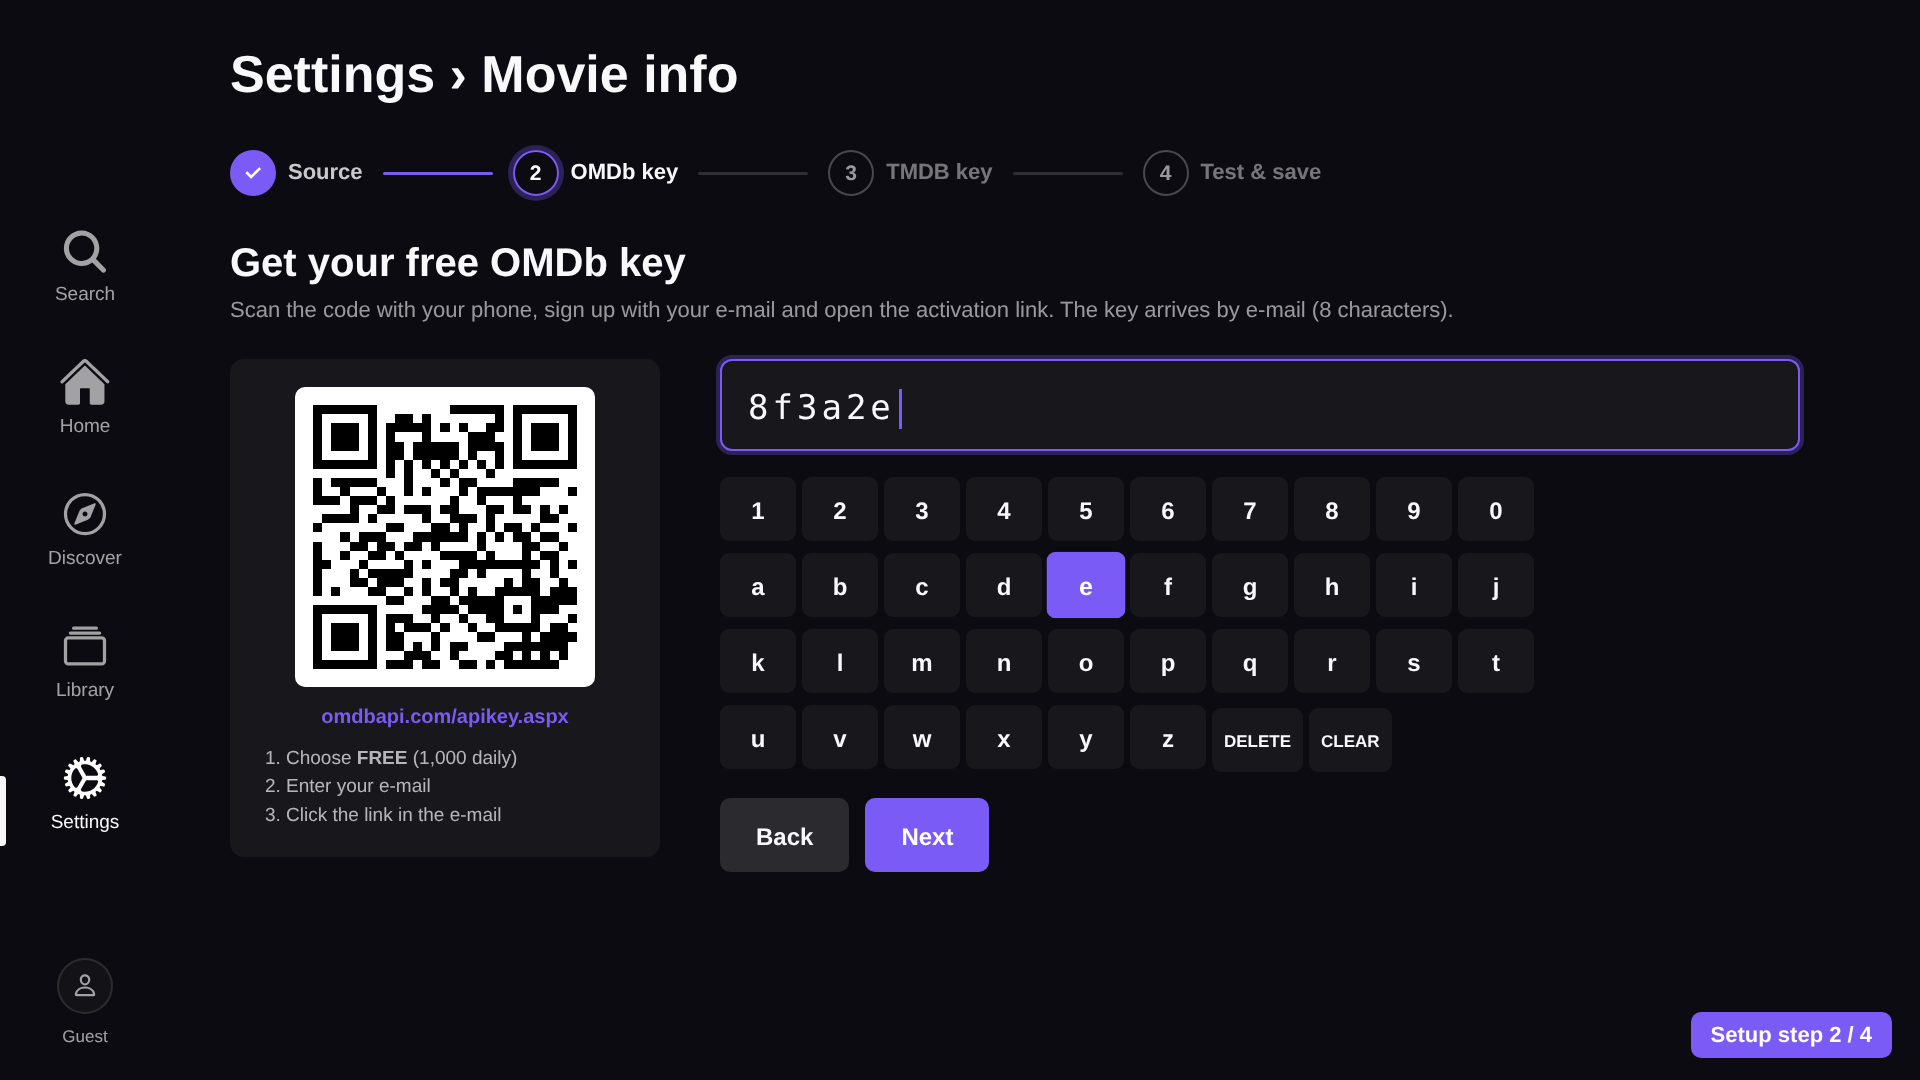 Settings › Movie info
Source
2 OMDb key
3 TMDB key
4 Test & save
Search
Home
Discover
Library
Settings
Guest
Get your free OMDb key
Scan the code with your phone, sign up with your e-mail and open the activation link. The key arrives by e-mail (8 characters).
omdbapi.com/apikey.aspx
1. Choose FREE (1,000 daily)
2. Enter your e-mail
3. Click the link in the e-mail
8f3a2e
1 2 3 4 5 6 7 8 9 0
a b c d e f g h i j
k l m n o p q r s t
u v w x y z DELETE CLEAR
Back Next
Setup step 2 / 4